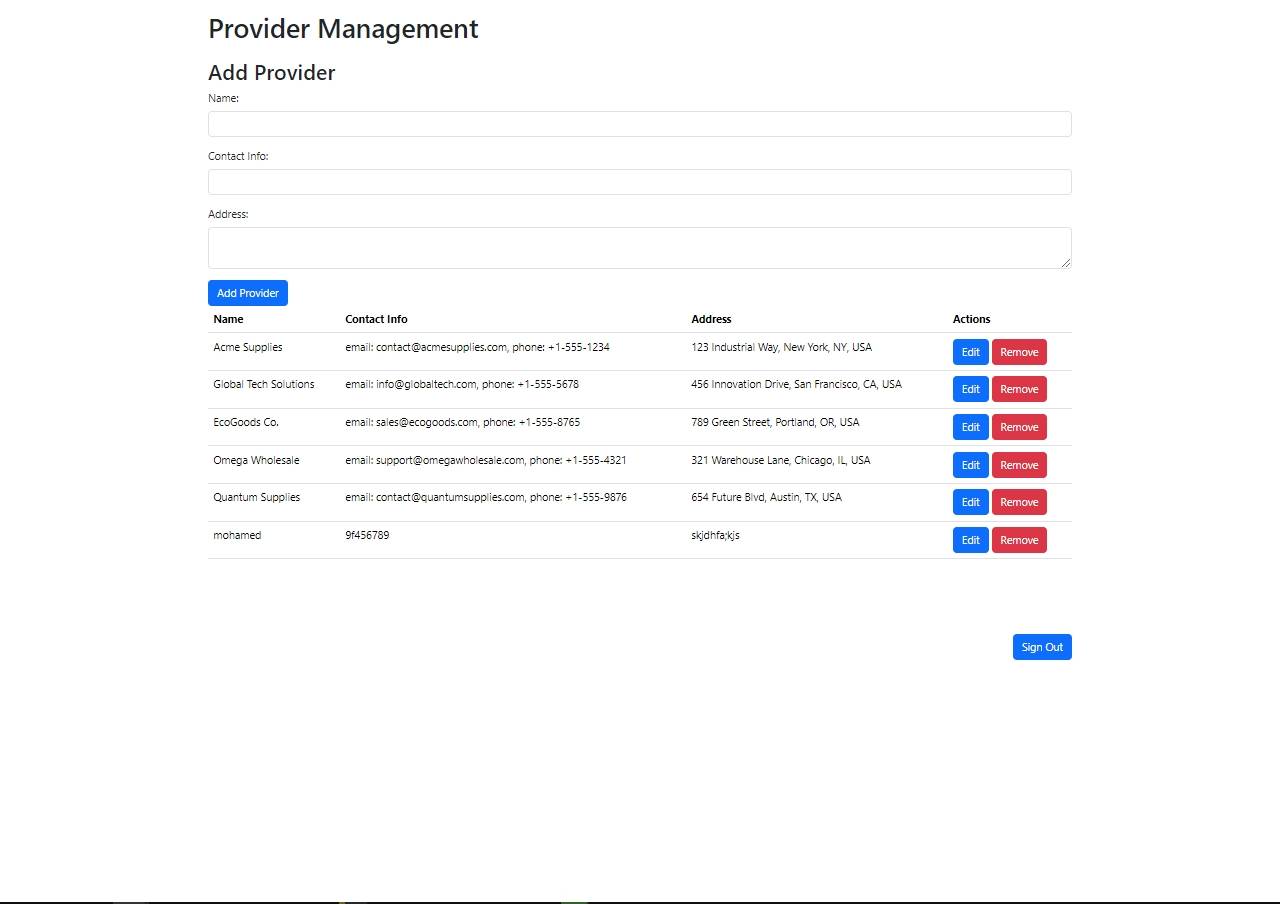 Provider Management
Add Provider
Name:
Contact Info:
Address:
Add Provider
Name Contact Info Address Actions
Acme Supplies email: contact@acmesupplies.com, phone: +1-555-1234 123 Industrial Way, New York, NY, USA Edit Remove
Global Tech Solutions email: info@globaltech.com, phone: +1-555-5678 456 Innovation Drive, San Francisco, CA, USA Edit Remove
EcoGoods Co. email: sales@ecogoods.com, phone: +1-555-8765 789 Green Street, Portland, OR, USA Edit Remove
Omega Wholesale email: support@omegawholesale.com, phone: +1-555-4321 321 Warehouse Lane, Chicago, IL, USA Edit Remove
Quantum Supplies email: contact@quantumsupplies.com, phone: +1-555-9876 654 Future Blvd, Austin, TX, USA Edit Remove
mohamed 9f456789 skjdhfa;kjs Edit Remove
Sign Out